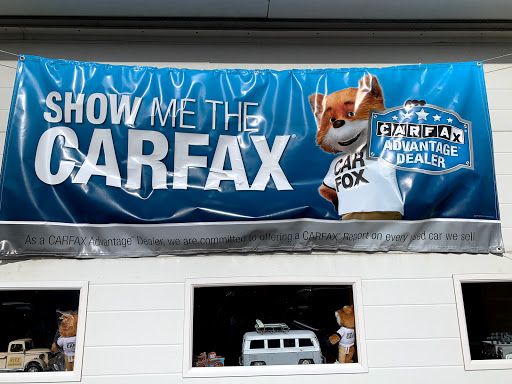 SHOW ME THE
CARFAX
CAR
FOX
CARFAX
ADVANTAGE
DEALER
As a CARFAX Advantage Dealer, we are committed to offering a CARFAX Report on every used car we sell.